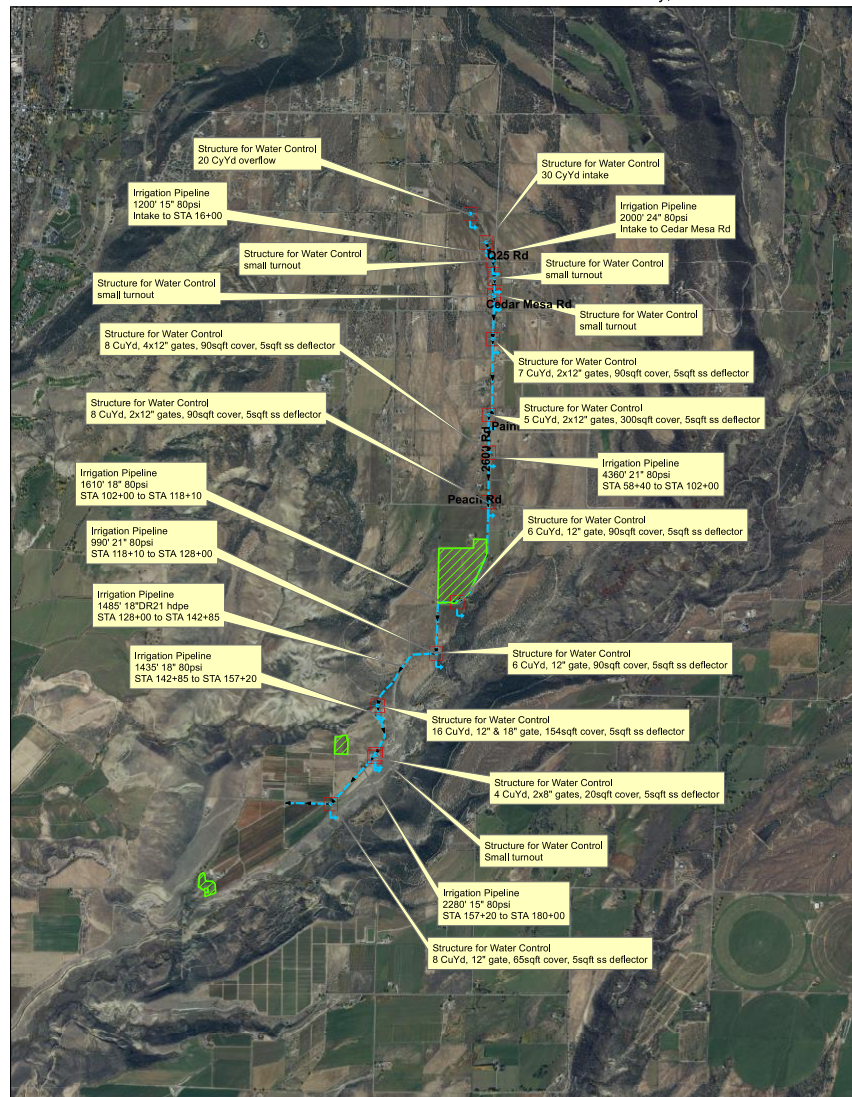 Structure for Water Control
20 CyYd overflow
Structure for Water Control
30 CyYd intake
Irrigation Pipeline
1200' 15" 80psi
Intake to STA 16+00
Irrigation Pipeline
2000' 24" 80psi
Intake to Cedar Mesa Rd
Structure for Water Control
small turnout
Q25 Rd
Structure for Water Control
small turnout
Structure for Water Control
small turnout
Cedar Mesa Rd
Structure for Water Control
small turnout
Structure for Water Control
8 CuYd, 4x12" gates, 90sqft cover, 5sqft ss deflector
Structure for Water Control
7 CuYd, 2x12" gates, 90sqft cover, 5sqft ss deflector
Structure for Water Control
8 CuYd, 2x12" gates, 90sqft cover, 5sqft ss deflector
Structure for Water Control
5 CuYd, 2x12" gates, 300sqft cover, 5sqft ss deflector
2600 Rd
Irrigation Pipeline
4360' 21" 80psi
STA 58+40 to STA 102+00
Irrigation Pipeline
1610' 18" 80psi
STA 102+00 to STA 118+10
Peach Rd
Structure for Water Control
6 CuYd, 12" gate, 90sqft cover, 5sqft ss deflector
Irrigation Pipeline
990' 21" 80psi
STA 118+10 to STA 128+00
Irrigation Pipeline
1485' 18"DR21 hdpe
STA 128+00 to STA 142+85
Irrigation Pipeline
1435' 18" 80psi
STA 142+85 to STA 157+20
Structure for Water Control
6 CuYd, 12" gate, 90sqft cover, 5sqft ss deflector
Structure for Water Control
16 CuYd, 12" & 18" gate, 154sqft cover, 5sqft ss deflector
Structure for Water Control
4 CuYd, 2x8" gates, 20sqft cover, 5sqft ss deflector
Structure for Water Control
Small turnout
Irrigation Pipeline
2280' 15" 80psi
STA 157+20 to STA 180+00
Structure for Water Control
8 CuYd, 12" gate, 65sqft cover, 5sqft ss deflector